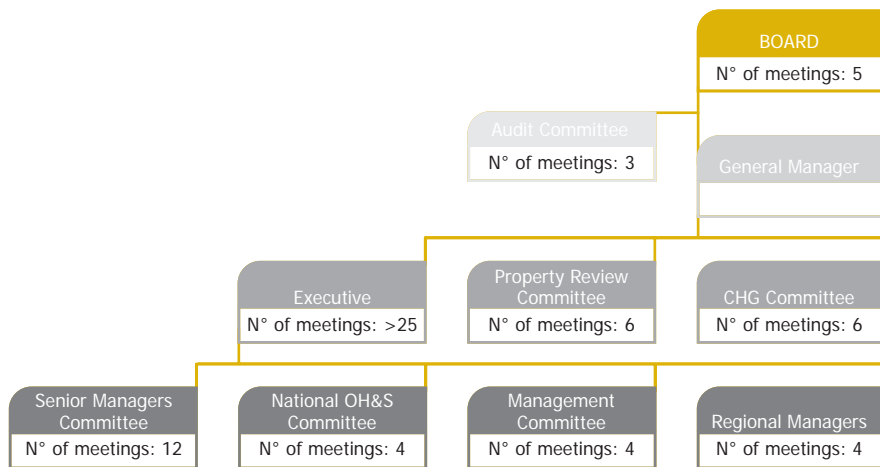 BOARD
N° of meetings: 5
Audit Committee
N° of meetings: 3
General Manager
Executive
N° of meetings: >25
Property Review
Committee
N° of meetings: 6
CHG Committee
N° of meetings: 6
Senior Managers
Committee
N° of meetings: 12
National OH&S
Committee
N° of meetings: 4
Management
Committee
N° of meetings: 4
Regional Managers
N° of meetings: 4